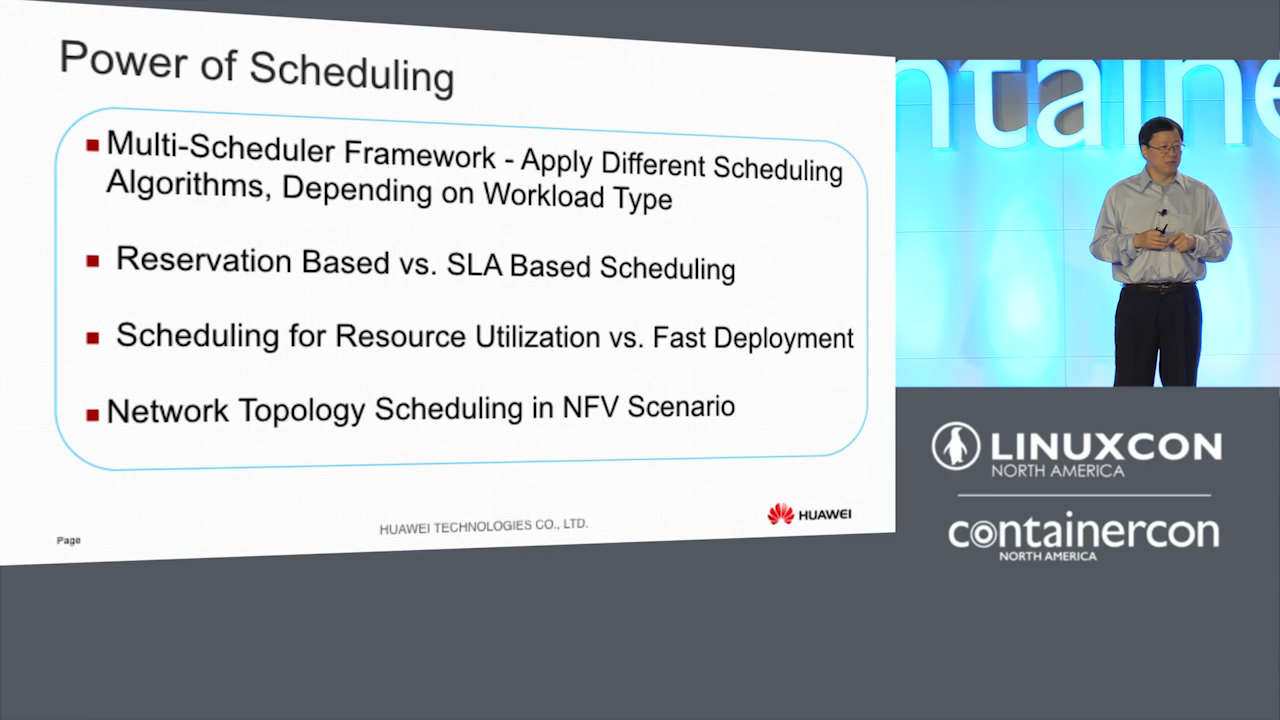 Power of Scheduling
Multi-Scheduler Framework - Apply Different Scheduling
Algorithms, Depending on Workload Type
Reservation Based vs. SLA Based Scheduling
Scheduling for Resource Utilization vs. Fast Deployment
Network Topology Scheduling in NFV Scenario
HUAWEI TECHNOLOGIES CO., LTD.
HUAWEI
Page
ntainer
LINUXCON
NORTH AMERICA
containercon
NORTH AMERICA